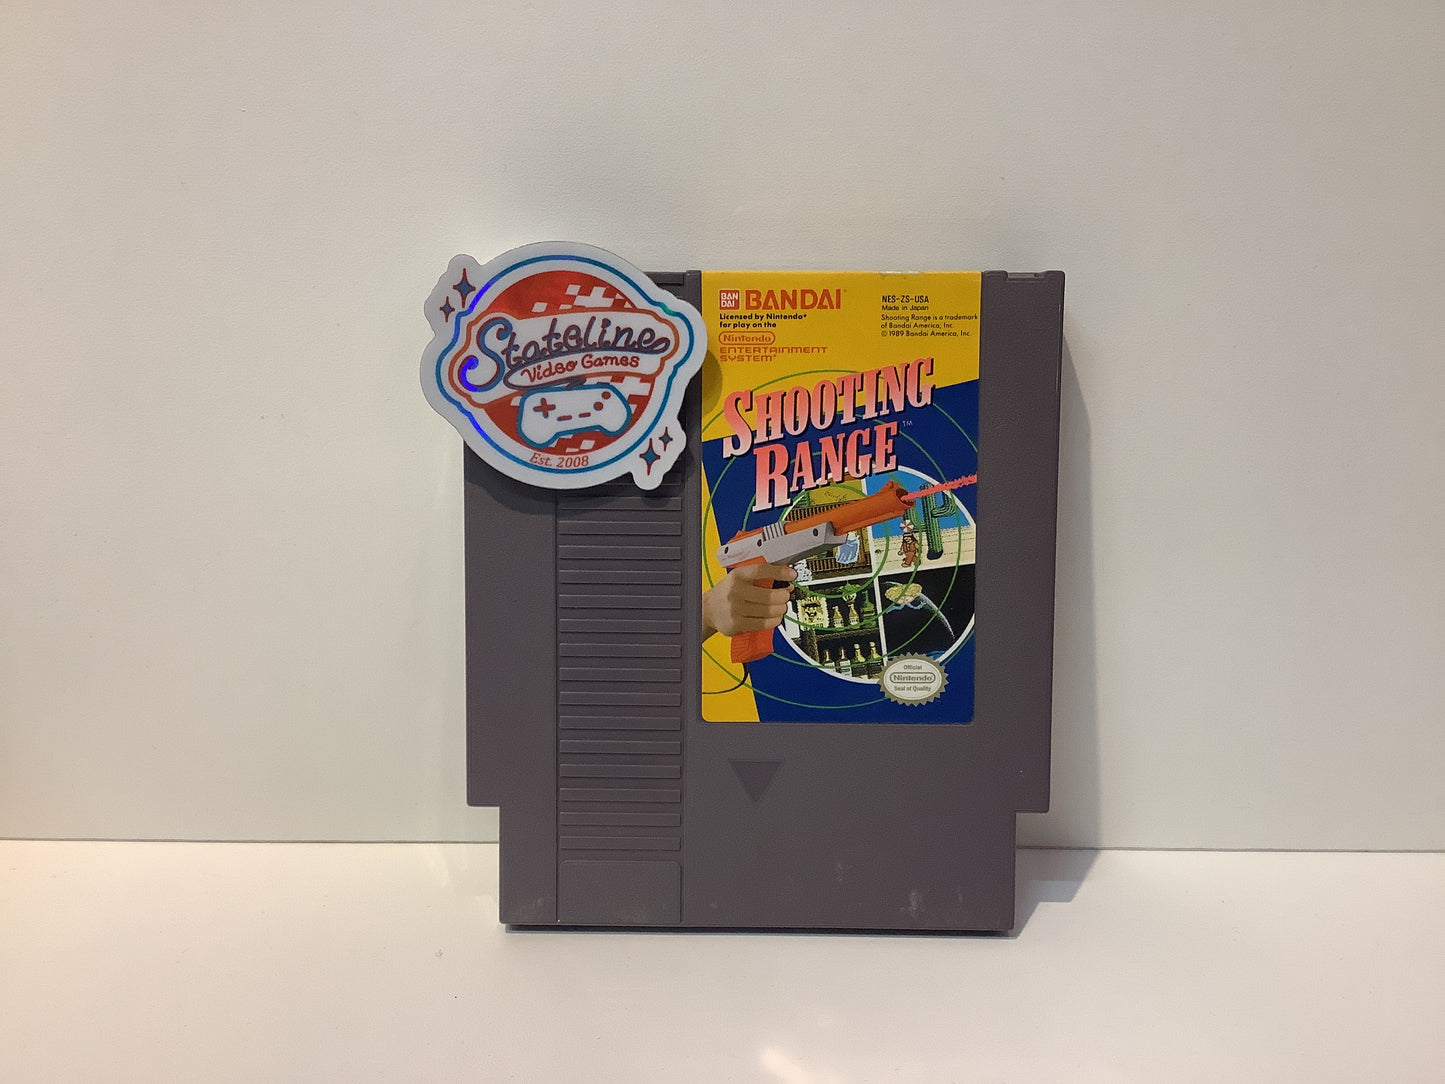 Stateline
Video Games
Est. 2008
BAN
DAI
BANDAI
Licensed by Nintendo®
for play on the
Nintendo
ENTERTAINMENT
SYSTEM®
NES-ZS-USA
Made in Japan
Shooting Range is a trademark
of Bandai America, Inc.
© 1989 Bandai America, Inc.
SHOOTING
RANGE™
Official
Nintendo
Seal of Quality